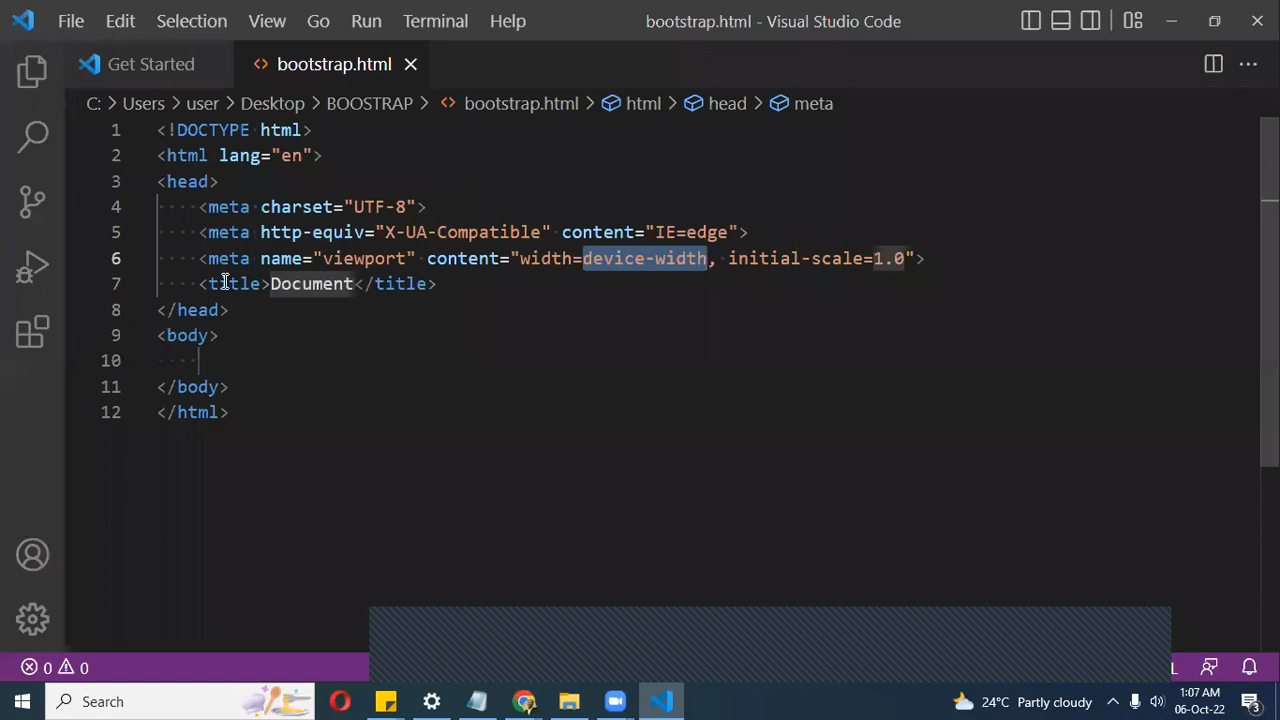 File Edit Selection View Go Run Terminal Help bootstrap.html - Visual Studio Code
Get Started bootstrap.html
C: > Users > user > Desktop > BOOSTRAP > bootstrap.html > html > head > meta
1 <!DOCTYPE html>
2 <html lang="en">
3 <head>
4 <meta charset="UTF-8">
5 <meta http-equiv="X-UA-Compatible" content="IE=edge">
6 <meta name="viewport" content="width=device-width, initial-scale=1.0">
7 <title>Document</title>
8 </head>
9 <body>
10
11 </body>
12 </html>
0 0
Search 24°C Partly cloudy 1:07 AM
06-Oct-22 3